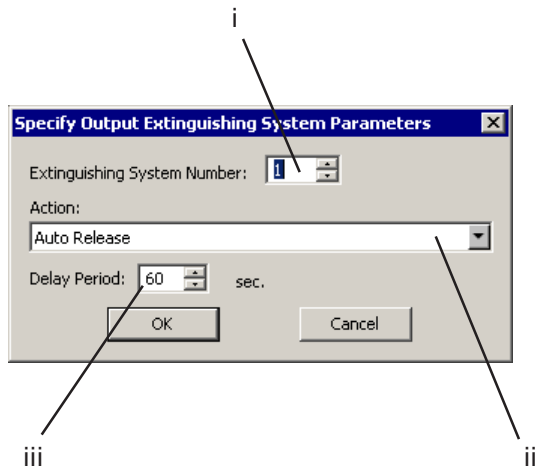 i
Specify Output Extinguishing System Parameters
Extinguishing System Number: 1
Action:
Auto Release
Delay Period: 60 sec.
OK Cancel
iii ii